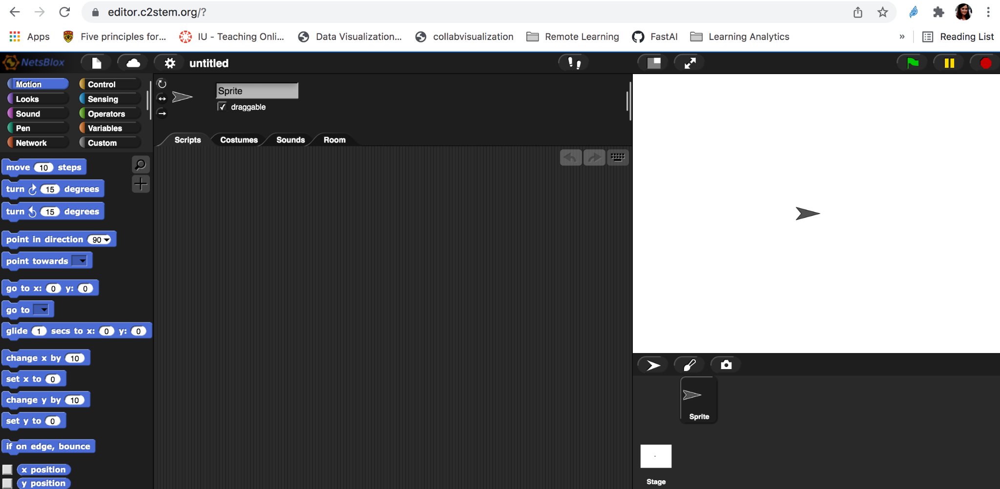 editor.c2stem.org/?
Apps Five principles for... IU - Teaching Onli... Data Visualization... collabvisualization Remote Learning FastAI Learning Analytics » Reading List
NetsBlox untitled
Motion Control
Looks Sensing
Sound Operators
Pen Variables
Network Custom
Sprite
draggable
Scripts Costumes Sounds Room
move 10 steps
turn 15 degrees
turn 15 degrees
point in direction 90
point towards
go to x: 0 y: 0
go to
glide 1 secs to x: 0 y: 0
change x by 10
set x to 0
change y by 10
set y to 0
if on edge, bounce
x position
y position
Sprite
Stage